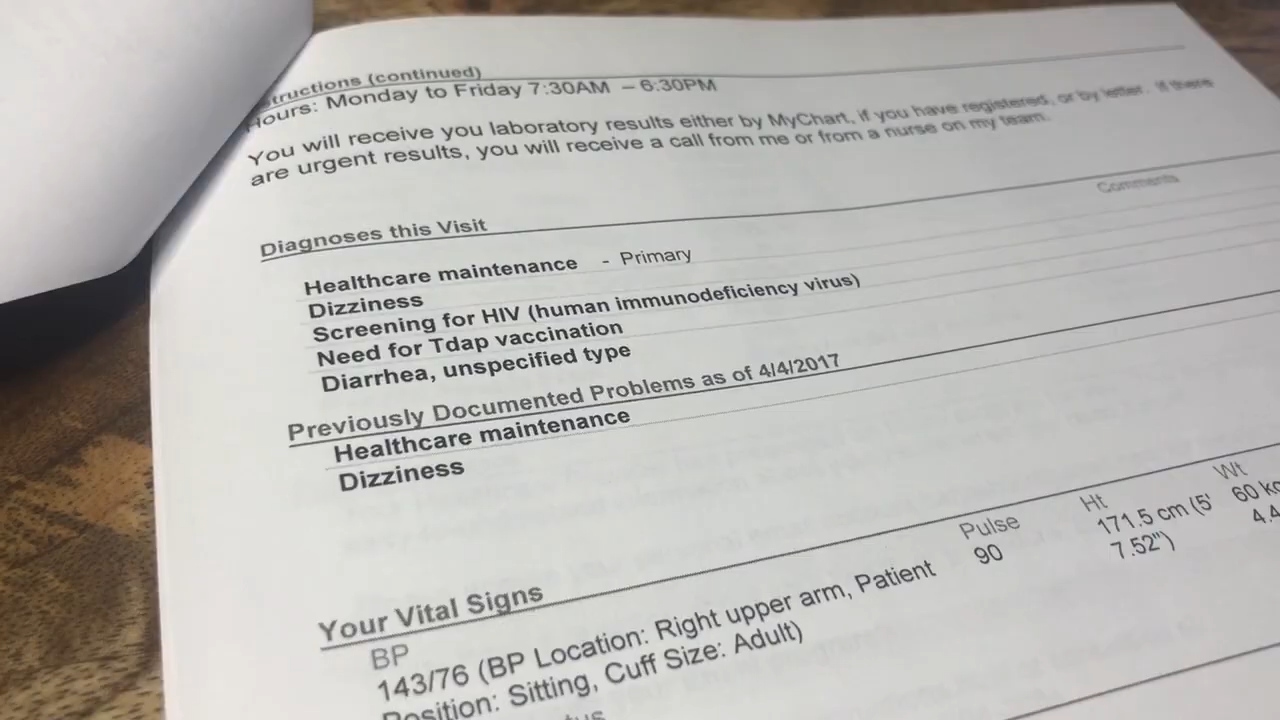 structions (continued)
Hours: Monday to Friday 7:30AM – 6:30PM
You will receive you laboratory results either by MyChart, if you have registered, or by letter. If there
are urgent results, you will receive a call from me or from a nurse on my team.
Diagnoses this Visit
Comments
Healthcare maintenance - Primary
Dizziness
Screening for HIV (human immunodeficiency virus)
Need for Tdap vaccination
Diarrhea, unspecified type
Previously Documented Problems as of 4/4/2017
Healthcare maintenance
Dizziness
Your Vital Signs
BP Pulse Ht Wt
143/76 (BP Location: Right upper arm, Patient 90 171.5 cm (5' 60 kg
Position: Sitting, Cuff Size: Adult) 7.52") 4.4